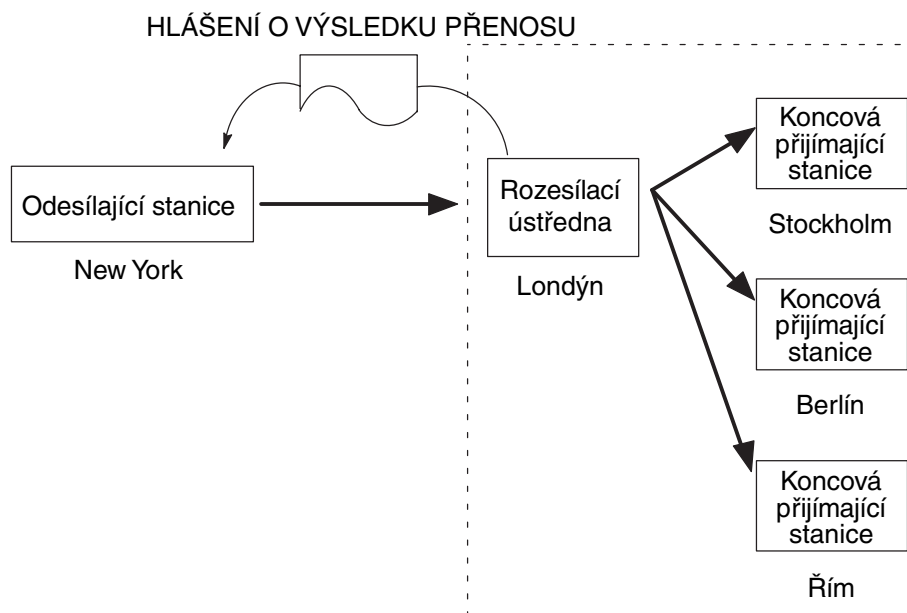 HLÁŠENÍ O VÝSLEDKU PŘENOSU
Odesílající stanice
New York
Rozesílací
ústředna
Londýn
Koncová
přijímající
stanice
Stockholm
Koncová
přijímající
stanice
Berlín
Koncová
přijímající
stanice
Řím